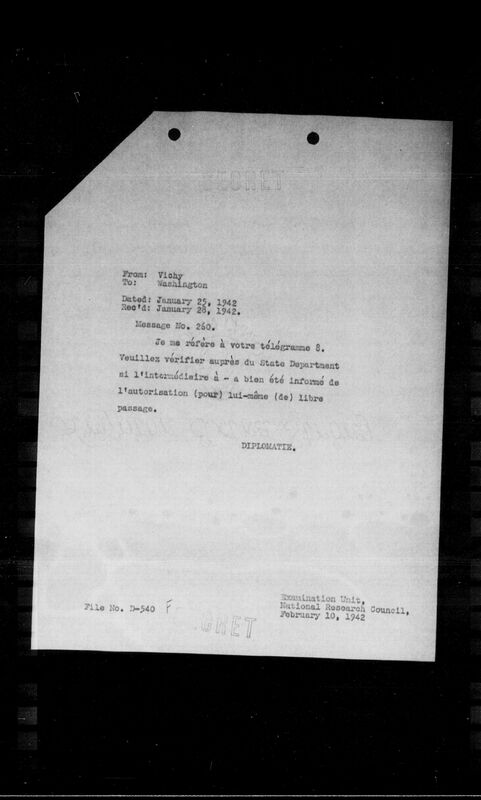 From: Vichy
To: Washington
Dated: January 25, 1942
Rec'd: January 28, 1942.
Message No. 260.
Je me réfère à votre télégramme 8.
Veuillez vérifier auprès du State Department
si l'intermédiaire à - a bien été informé de
l'autorisation (pour) lui-même (de) libre
passage.
DIPLOMATIE.
Examination Unit,
National Research Council,
February 10, 1942
File No. D-540 F